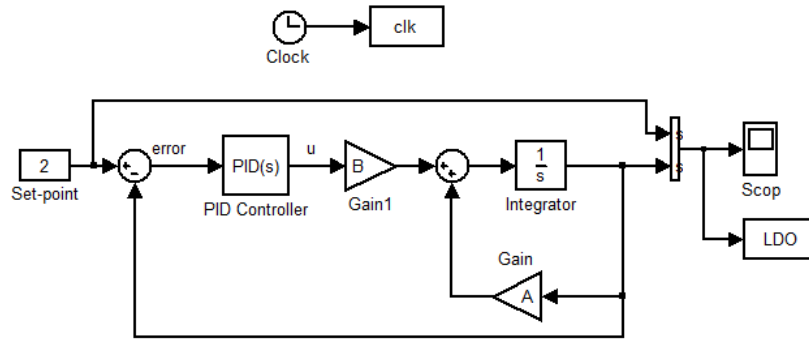 clk
Clock
error
u
2
PID(s)
B
1
s
s
s
Set-point
PID Controller
Gain1
Integrator
Scop
Gain
A
LDO